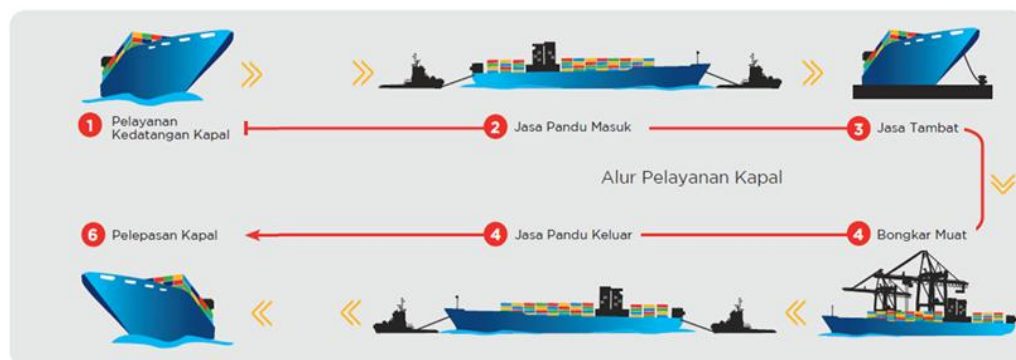 1 Pelayanan
Kedatangan Kapal
2 Jasa Pandu Masuk
3 Jasa Tambat
Alur Pelayanan Kapal
6 Pelepasan Kapal
4 Jasa Pandu Keluar
4 Bongkar Muat